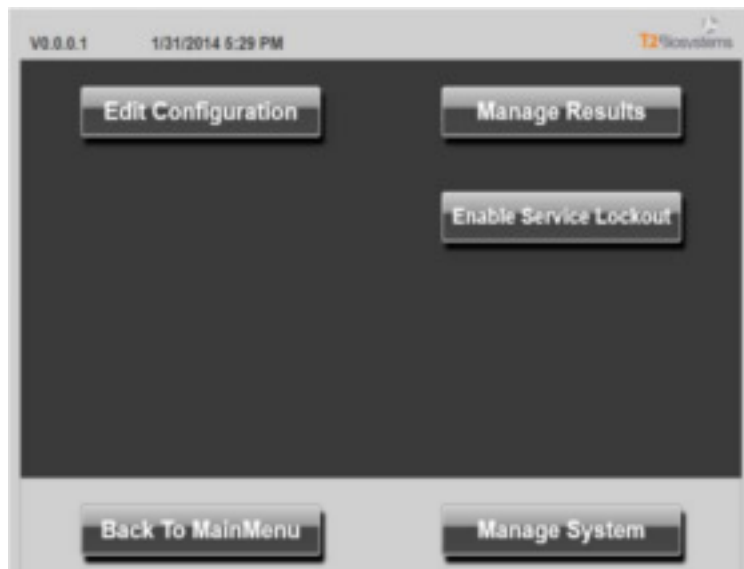 V0.0.0.1 1/31/2014 5:29 PM T2Biosystems
Edit Configuration Manage Results
Enable Service Lockout
Back To MainMenu Manage System